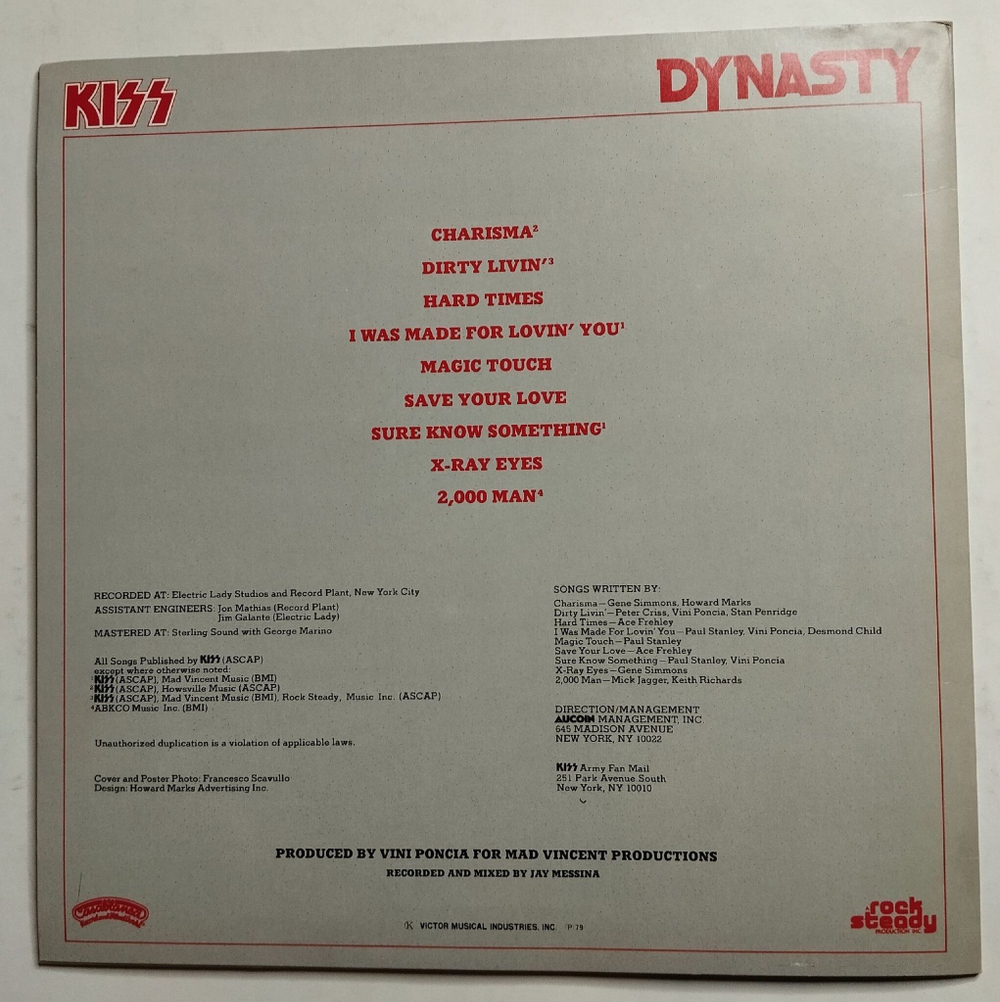 KISS
DYNASTY
CHARISMA²
DIRTY LIVIN'³
HARD TIMES
I WAS MADE FOR LOVIN' YOU¹
MAGIC TOUCH
SAVE YOUR LOVE
SURE KNOW SOMETHING¹
X-RAY EYES
2,000 MAN⁴
RECORDED AT: Electric Lady Studios and Record Plant, New York City
ASSISTANT ENGINEERS: Jon Mathias (Record Plant)
Jim Galante (Electric Lady)
MASTERED AT: Sterling Sound with George Marino
All Songs Published by KISS (ASCAP)
except where otherwise noted:
¹KISS (ASCAP), Mad Vincent Music (BMI)
²KISS (ASCAP), Howsville Music (ASCAP)
³KISS (ASCAP), Mad Vincent Music (BMI), Rock Steady, Music Inc. (ASCAP)
⁴ABKCO Music Inc. (BMI)
Unauthorized duplication is a violation of applicable laws.
Cover and Poster Photo: Francesco Scavullo
Design: Howard Marks Advertising Inc.
SONGS WRITTEN BY:
Charisma—Gene Simmons, Howard Marks
Dirty Livin'—Peter Criss, Vini Poncia, Stan Penridge
Hard Times—Ace Frehley
I Was Made For Lovin' You—Paul Stanley, Vini Poncia, Desmond Child
Magic Touch—Paul Stanley
Save Your Love—Ace Frehley
Sure Know Something—Paul Stanley, Vini Poncia
X-Ray Eyes—Gene Simmons
2,000 Man—Mick Jagger, Keith Richards
DIRECTION/MANAGEMENT
AUCOIN MANAGEMENT, INC.
645 MADISON AVENUE
NEW YORK, NY 10022
KISS Army Fan Mail
251 Park Avenue South
New York, NY 10010
PRODUCED BY VINI PONCIA FOR MAD VINCENT PRODUCTIONS
RECORDED AND MIXED BY JAY MESSINA
Casablanca
K VICTOR MUSICAL INDUSTRIES, INC. P 79
A rock
steady
PRODUCTION INC.